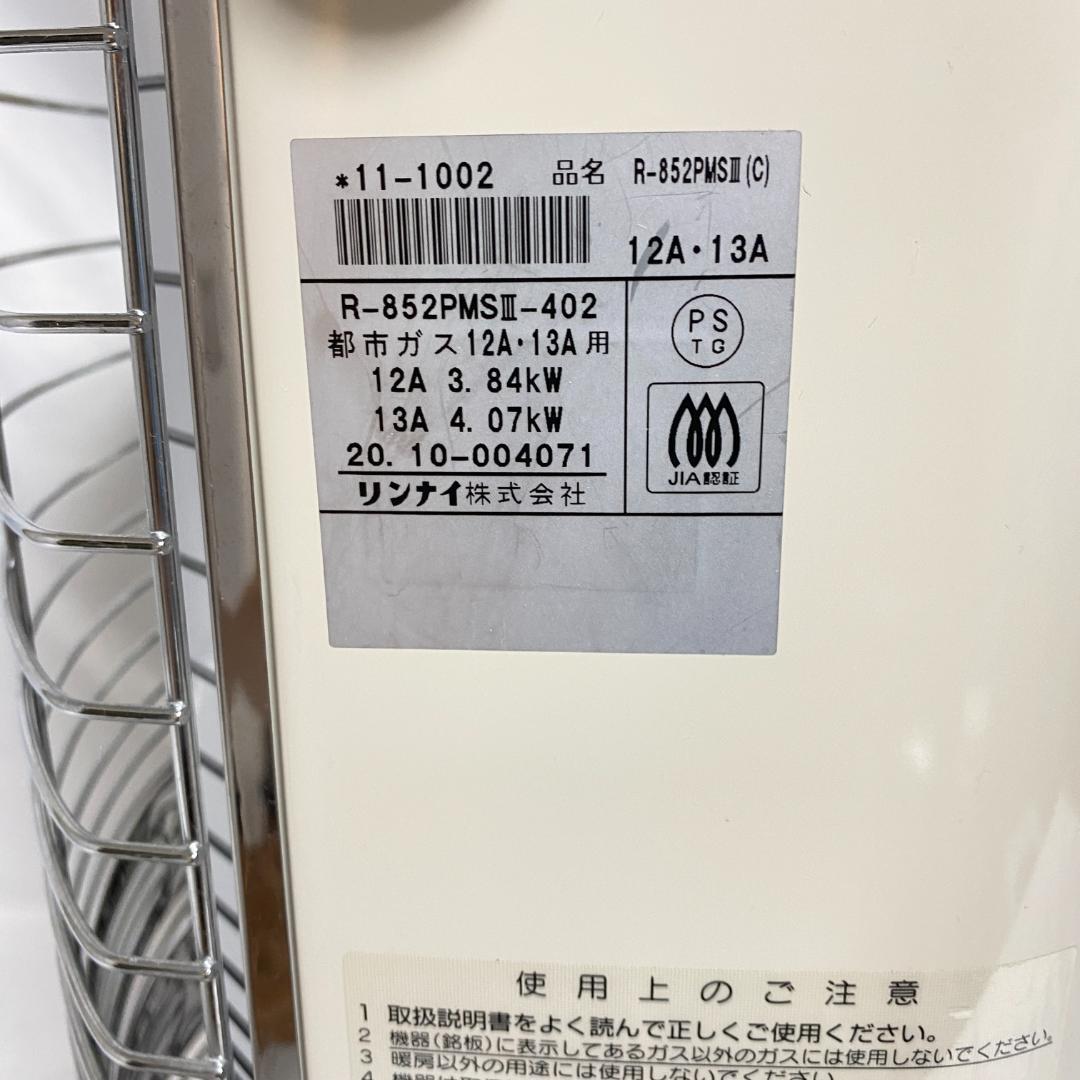 *11-1002 品名 R-852PMSⅢ(C)
12A・13A
R-852PMSⅢ-402
都市ガス12A・13A用
12A 3.84kW
13A 4.07kW
20.10-004071
リンナイ株式会社
PS
TG
JIA認証
使用上のご注意
1 取扱説明書をよく読んで正しくご使用ください。
2 機器(銘板)に表示してあるガス以外のガスには使用しないでください。
3 暖房以外の用途には使用しないでください。
4